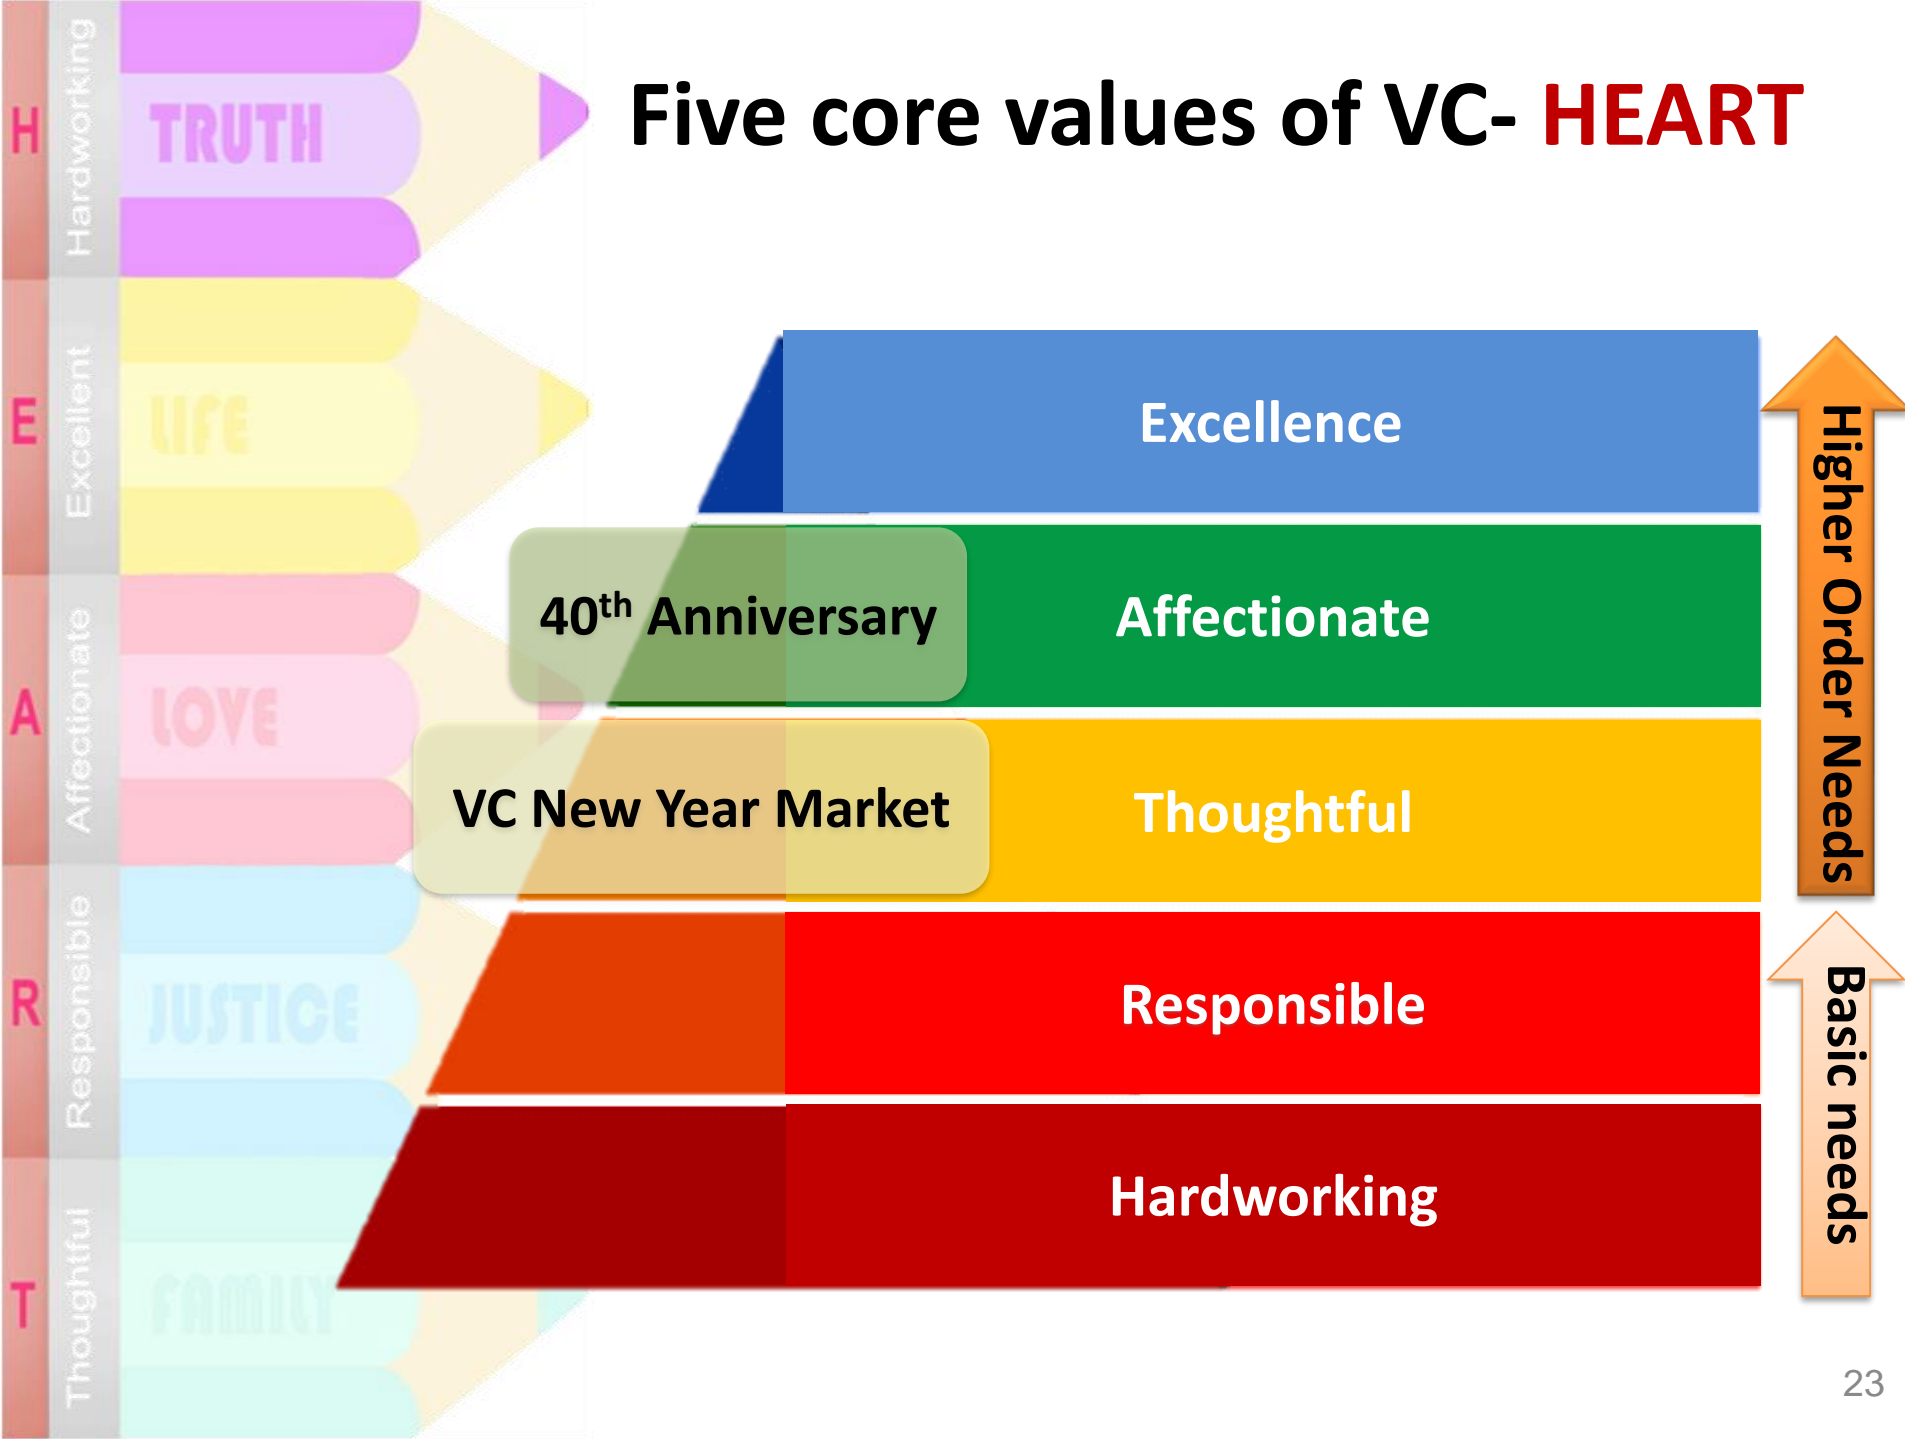 Five core values of VC- HEART
H
Hardworking
TRUTH
E
Excellent
LIFE
A
Affectionate
LOVE
R
Responsible
JUSTICE
T
Thoughtful
FAMILY
Excellence
40th Anniversary
Affectionate
VC New Year Market
Thoughtful
Responsible
Hardworking
Higher Order Needs
Basic needs
23